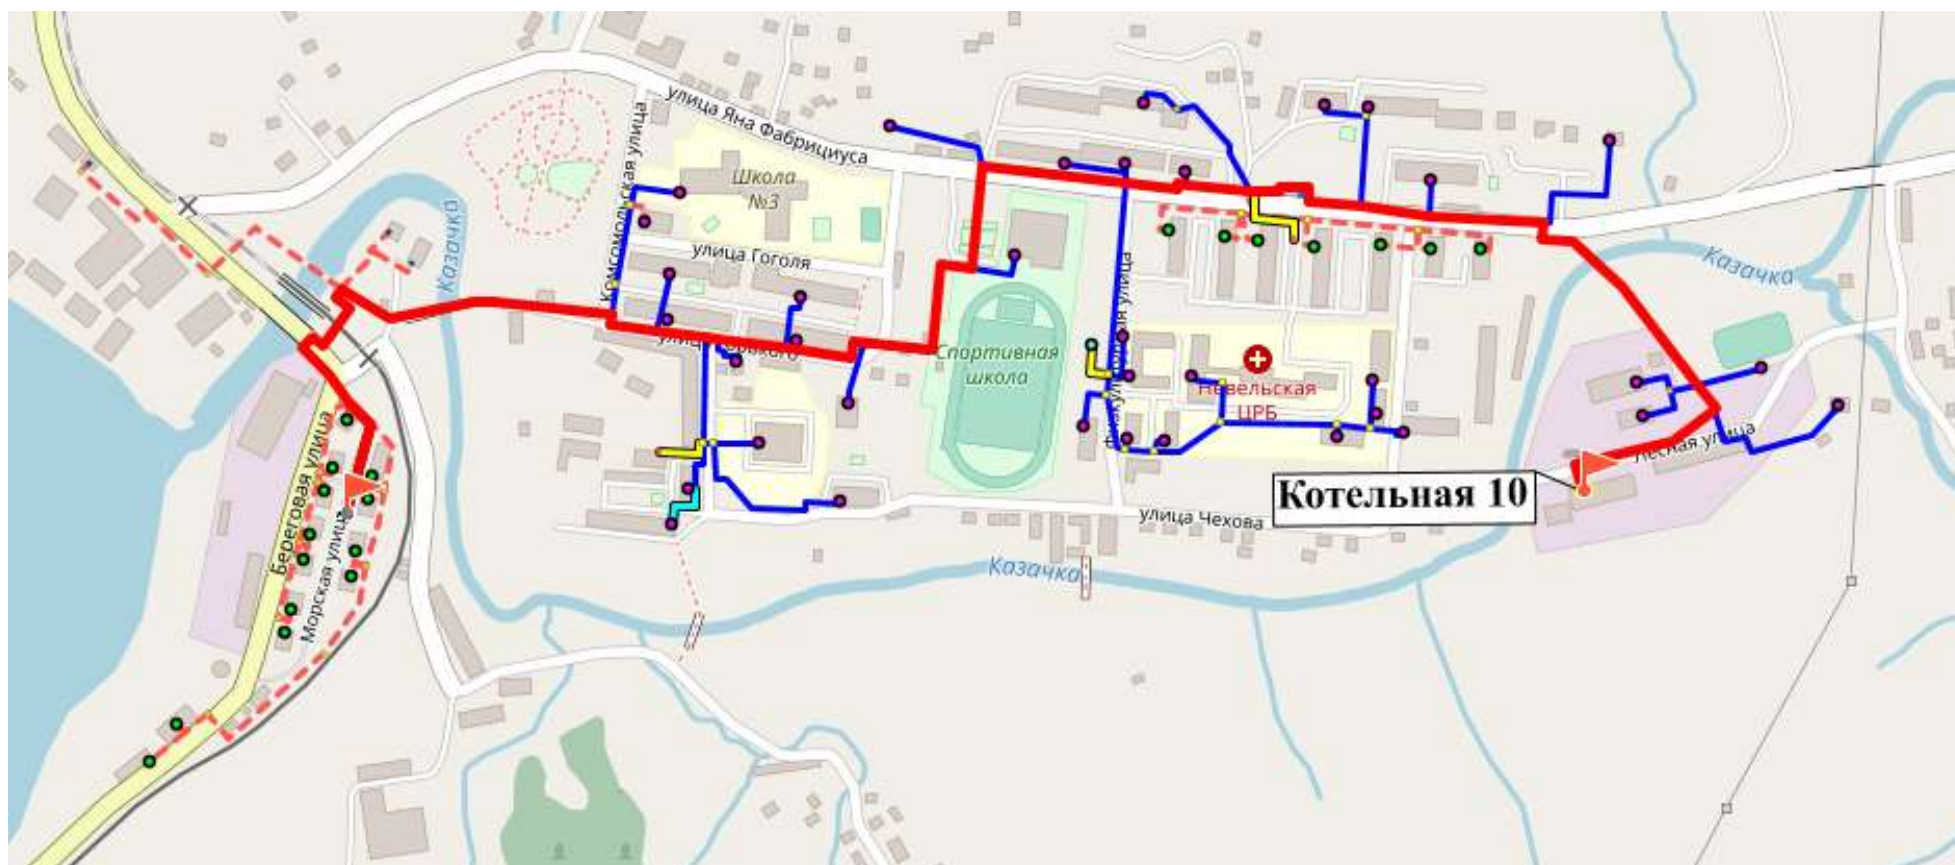 улица Яна Фабрициуса
Комсомольская улица
Школа
№3
Казачка
улица Гоголя
Казачка
Спортивная
школа
Невельская
ЦРБ
Береговая улица
Лесная улица
Котельная 10
улица Чехова
Морская улица
Казачка